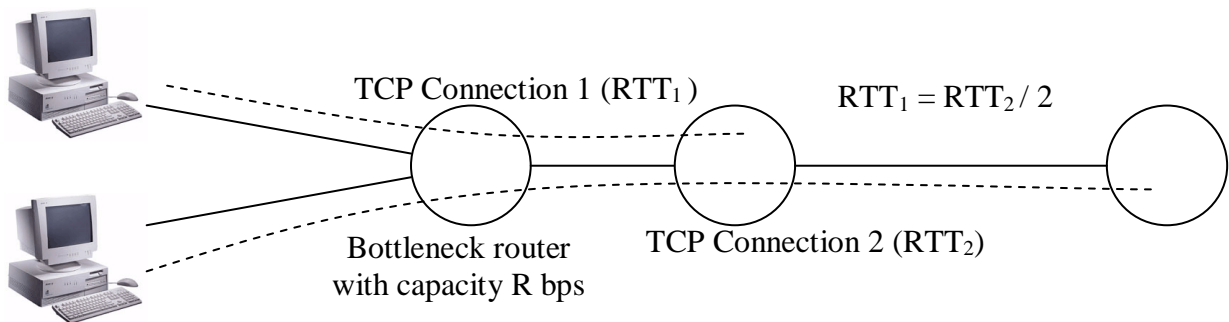 TCP Connection 1 (RTT₁)
RTT₁ = RTT₂ / 2
Bottleneck router
with capacity R bps
TCP Connection 2 (RTT₂)